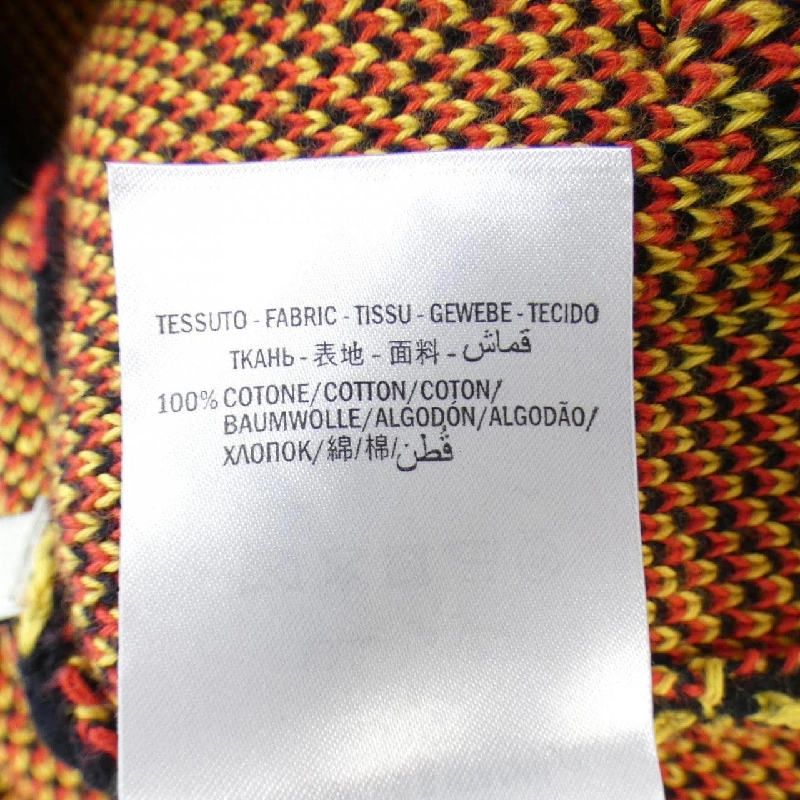 TESSUTO - FABRIC - TISSU - GEWEBE - TECIDO
ТКАНЬ - 表地 - 面料 - قماش
100% COTONE/COTTON/COTON/
BAUMWOLLE/ALGODÓN/ALGODÃO/
ХЛОПОК/綿/棉/قُطن